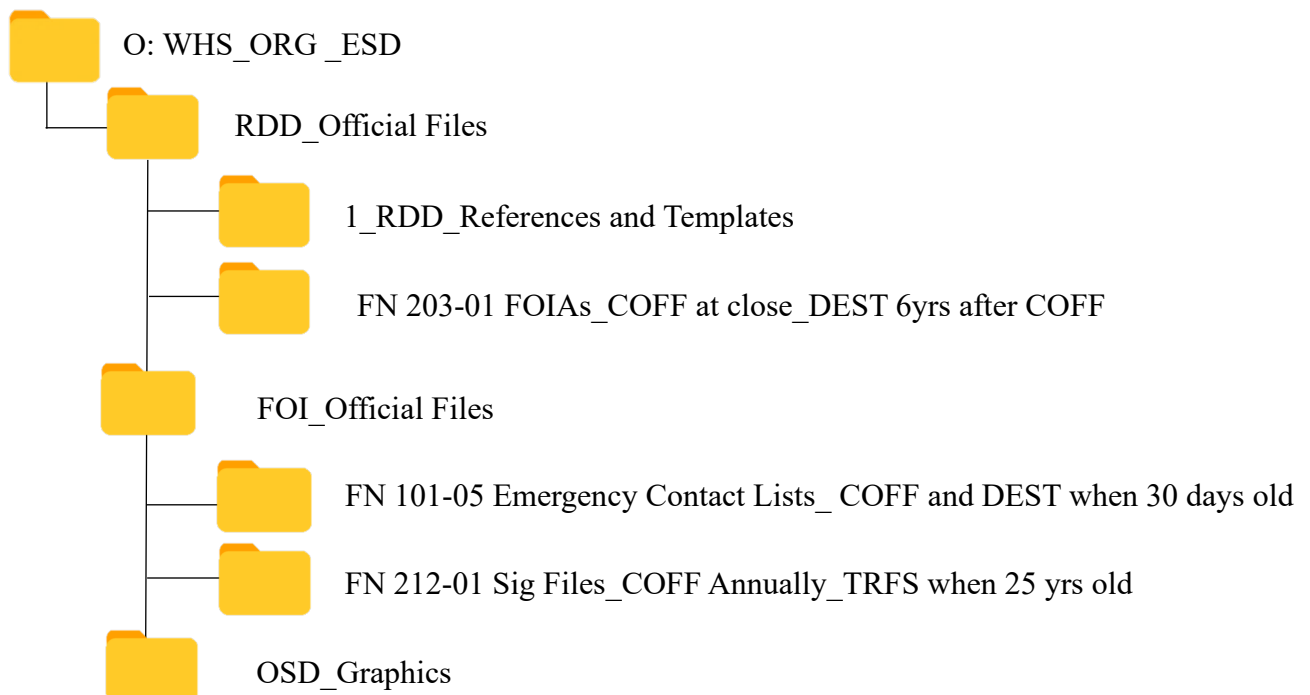 O: WHS_ORG _ESD
RDD_Official Files
1_RDD_References and Templates
FN 203-01 FOIAs_COFF at close_DEST 6yrs after COFF
FOI_Official Files
FN 101-05 Emergency Contact Lists_ COFF and DEST when 30 days old
FN 212-01 Sig Files_COFF Annually_TRFS when 25 yrs old
OSD_Graphics